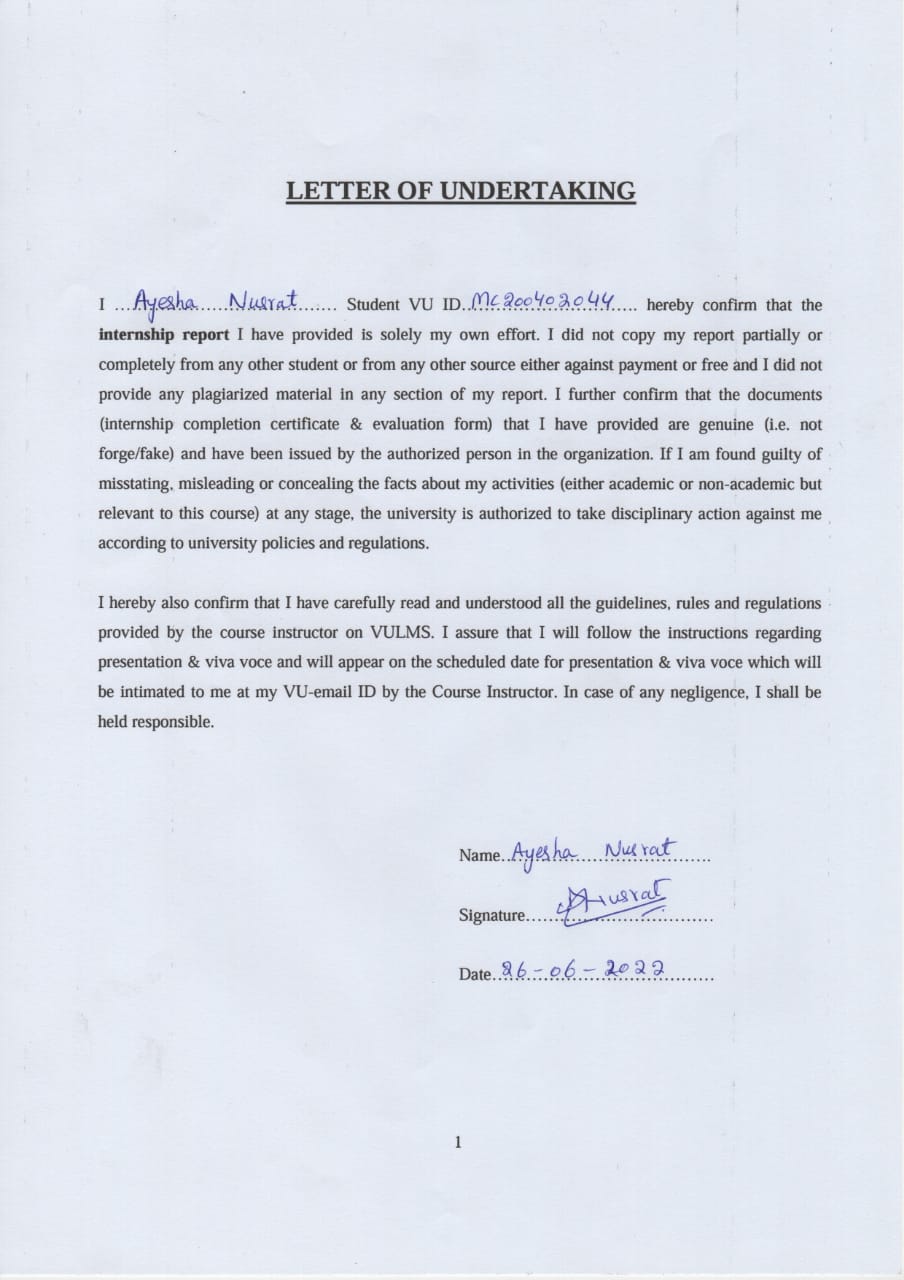 LETTER OF UNDERTAKING
I ...Ayesha.....Nusrat....... Student VU ID..MC200402044..... hereby confirm that the
internship report I have provided is solely my own effort. I did not copy my report partially or
completely from any other student or from any other source either against payment or free and I did not
provide any plagiarized material in any section of my report. I further confirm that the documents
(internship completion certificate & evaluation form) that I have provided are genuine (i.e. not
forge/fake) and have been issued by the authorized person in the organization. If I am found guilty of
misstating, misleading or concealing the facts about my activities (either academic or non-academic but
relevant to this course) at any stage, the university is authorized to take disciplinary action against me
according to university policies and regulations.
I hereby also confirm that I have carefully read and understood all the guidelines, rules and regulations
provided by the course instructor on VULMS. I assure that I will follow the instructions regarding
presentation & viva voce and will appear on the scheduled date for presentation & viva voce which will
be intimated to me at my VU-email ID by the Course Instructor. In case of any negligence, I shall be
held responsible.
Name..Ayesha.....Nusrat.......
Signature....ANusrat..........
Date..26-06-2022..........
1